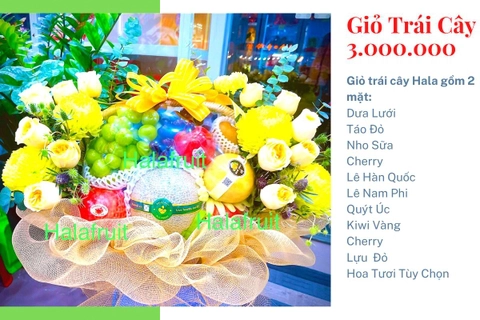 Giỏ Trái Cây
3.000.000
Giỏ trái cây Hala gồm 2
mặt:
Dưa Lưới
Táo Đỏ
Nho Sữa
Cherry
Lê Hàn Quốc
Lê Nam Phi
Quýt Úc
Kiwi Vàng
Cherry
Lựu Đỏ
Hoa Tươi Tùy Chọn
Halafruit
Halafruit
Halafruit